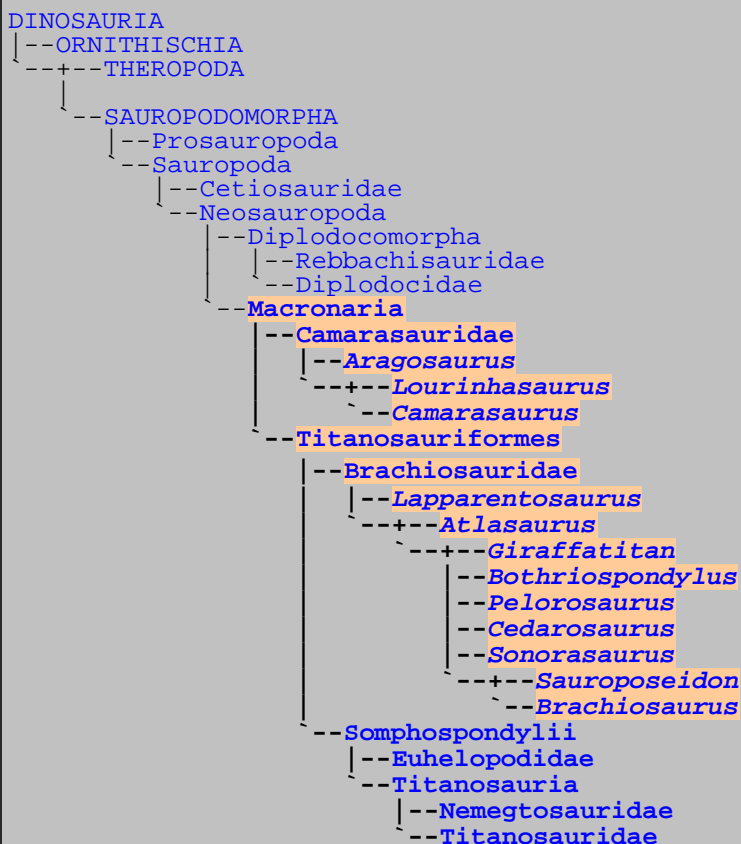 DINOSAURIA
|--ORNITHISCHIA
`--+--THEROPODA
   |
   `--SAUROPODOMORPHA
      |--Prosauropoda
      `--Sauropoda
         |--Cetiosauridae
         `--Neosauropoda
            |--Diplodocomorpha
            |  |--Rebbachisauridae
            |  `--Diplodocidae
            `--Macronaria
               |--Camarasauridae
               |  |--Aragosaurus
               |  `--+--Lourinhasaurus
               |     `--Camarasaurus
               `--Titanosauriformes
                  |--Brachiosauridae
                  |  |--Lapparentosaurus
                  |  `--+--Atlasaurus
                  |     `--+--Giraffatitan
                  |        |--Bothriospondylus
                  |        |--Pelorosaurus
                  |        |--Cedarosaurus
                  |        |--Sonorasaurus
                  |        `--+--Sauroposeidon
                  |           `--Brachiosaurus
                  `--Somphospondylii
                     |--Euhelopodidae
                     `--Titanosauria
                        |--Nemegtosauridae
                        `--Titanosauridae